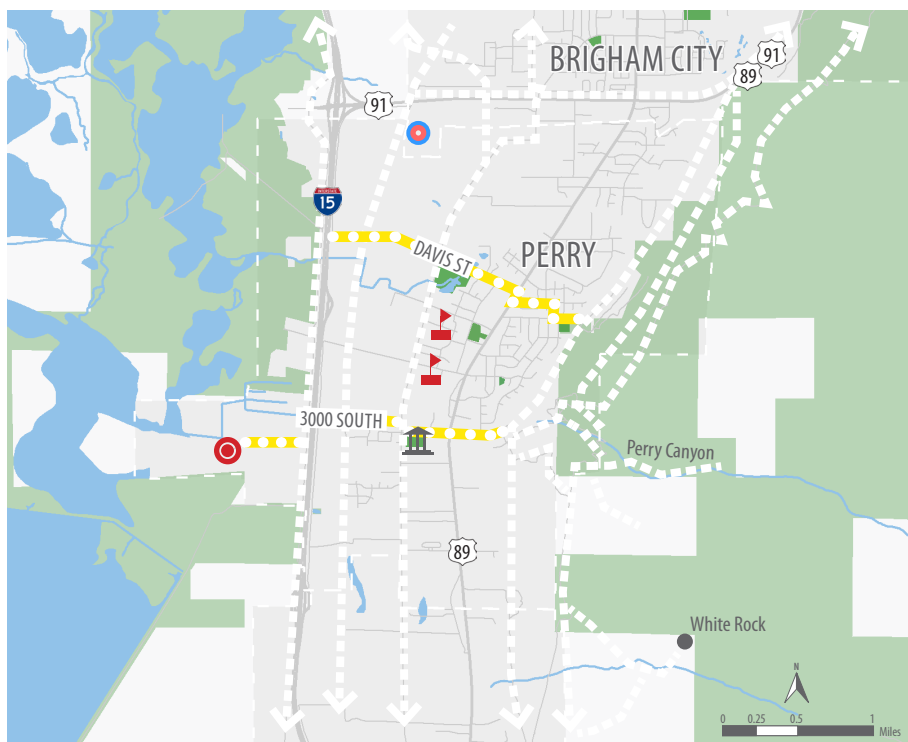 BRIGHAM CITY
91
89
91
INTERSTATE
15
DAVIS ST
PERRY
3000 SOUTH
Perry Canyon
89
White Rock
N
0 0.25 0.5 1
Miles